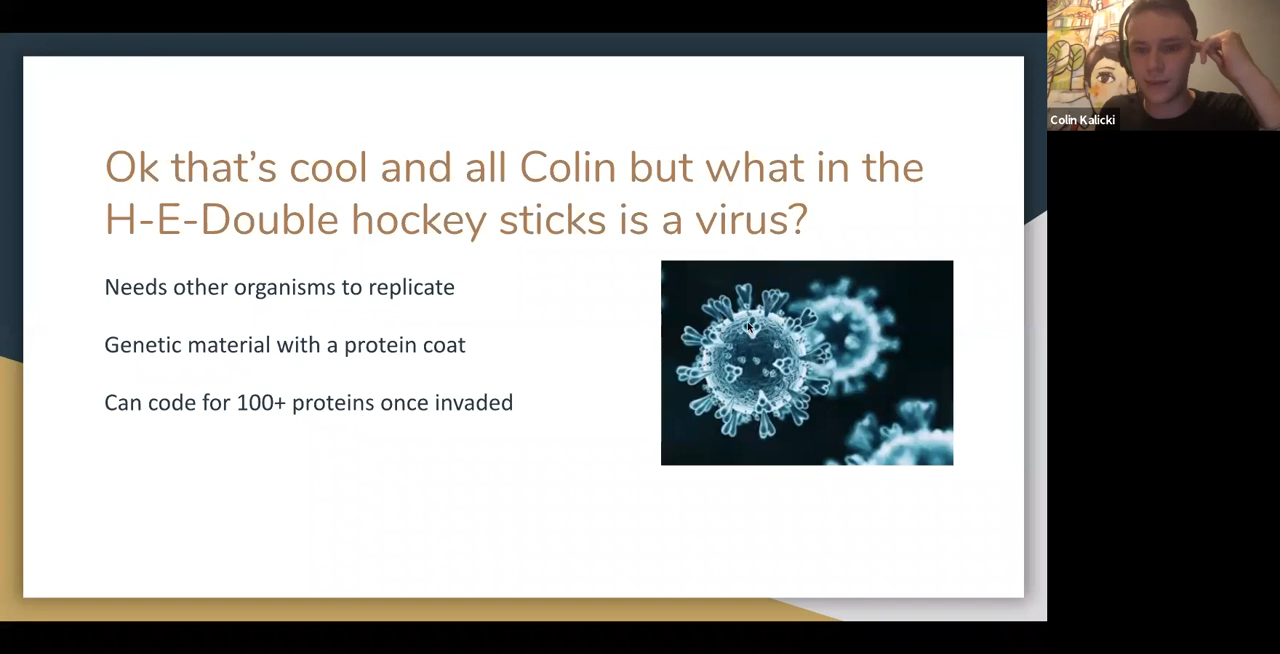 Ok that's cool and all Colin but what in the
H-E-Double hockey sticks is a virus?
Needs other organisms to replicate
Genetic material with a protein coat
Can code for 100+ proteins once invaded
Colin Kalicki